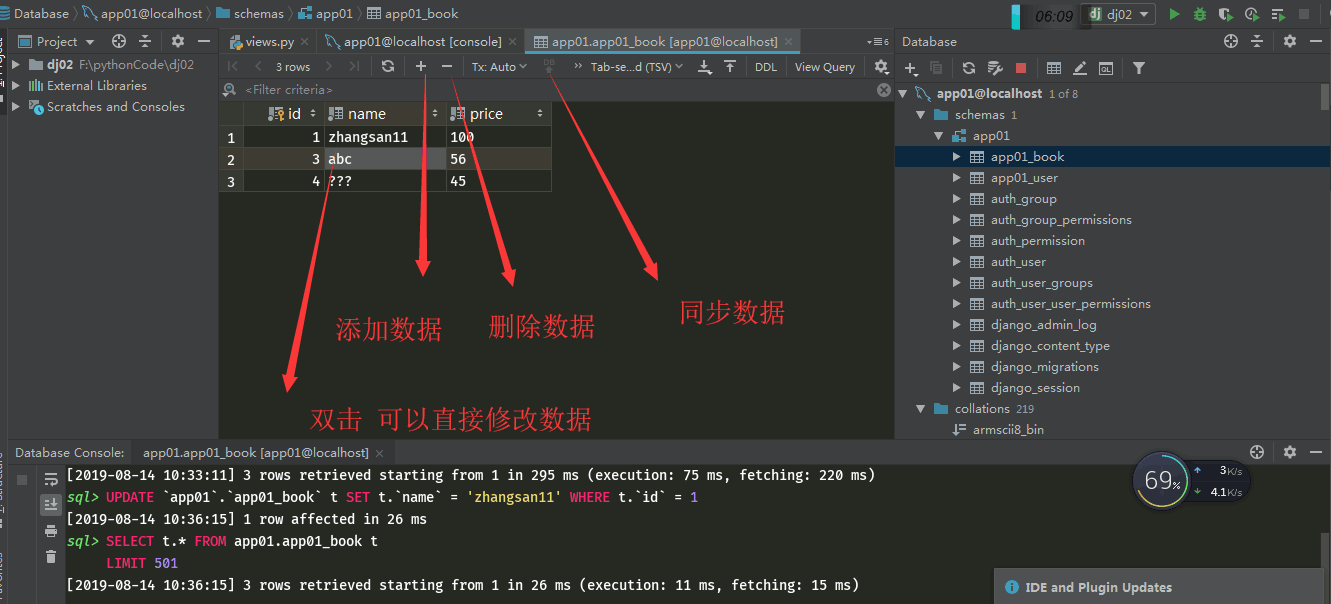 Database app01@localhost schemas app01 app01_book
06:09 dj02
Project
views.py app01@localhost [console] app01.app01_book [app01@localhost] 6
Database
3 rows Tx: Auto DB Tab-se...d (TSV) DDL View Query
<Filter criteria>
id name price
1 1 zhangsan11 100
2 3 abc 56
3 4 ??? 45
dj02 F:\pythonCode\dj02
External Libraries
Scratches and Consoles
添加数据
删除数据
同步数据
双击 可以直接修改数据
app01@localhost 1 of 8
schemas 1
app01
app01_book
app01_user
auth_group
auth_group_permissions
auth_permission
auth_user
auth_user_groups
auth_user_user_permissions
django_admin_log
django_content_type
django_migrations
django_session
collations 219
armscii8_bin
Database Console: app01.app01_book [app01@localhost]
[2019-08-14 10:33:11] 3 rows retrieved starting from 1 in 295 ms (execution: 75 ms, fetching: 220 ms)
sql> UPDATE `app01`.`app01_book` t SET t.`name` = 'zhangsan11' WHERE t.`id` = 1
[2019-08-14 10:36:15] 1 row affected in 26 ms
sql> SELECT t.* FROM app01.app01_book t
LIMIT 501
[2019-08-14 10:36:15] 3 rows retrieved starting from 1 in 26 ms (execution: 11 ms, fetching: 15 ms)
69%
3K/s
4.1K/s
IDE and Plugin Updates